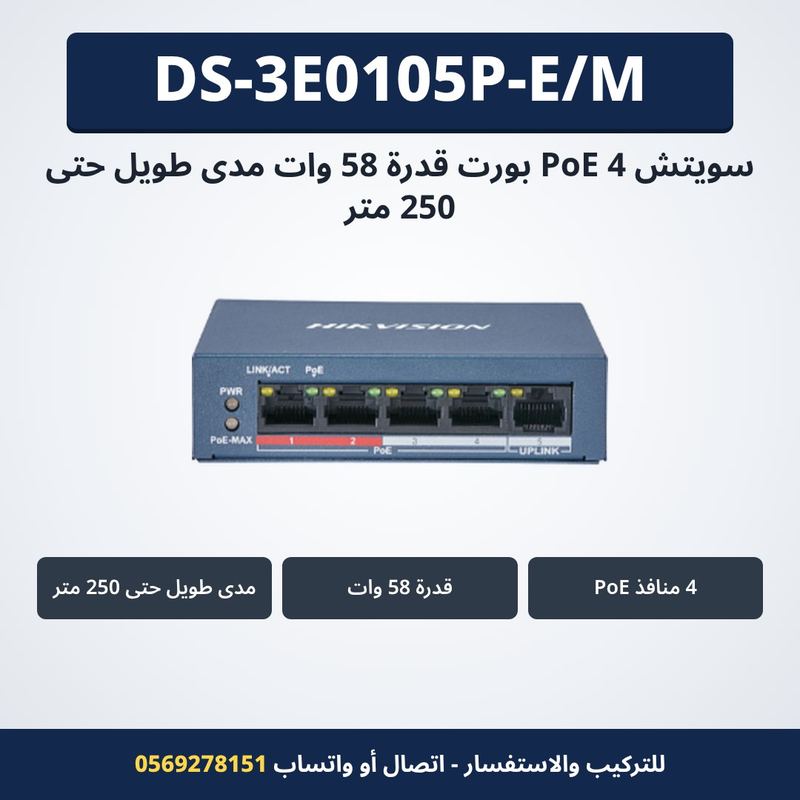 DS-3E0105P-E/M
سويتش PoE 4 بورت قدرة 58 وات مدى طويل حتى
250 متر
HIKVISION
LINK/ACT PoE
PWR
PoE-MAX
1 2 3 4 5
PoE UPLINK
4 منافذ PoE
قدرة 58 وات
مدى طويل حتى 250 متر
للتركيب والاستفسار - اتصال أو واتساب 0569278151